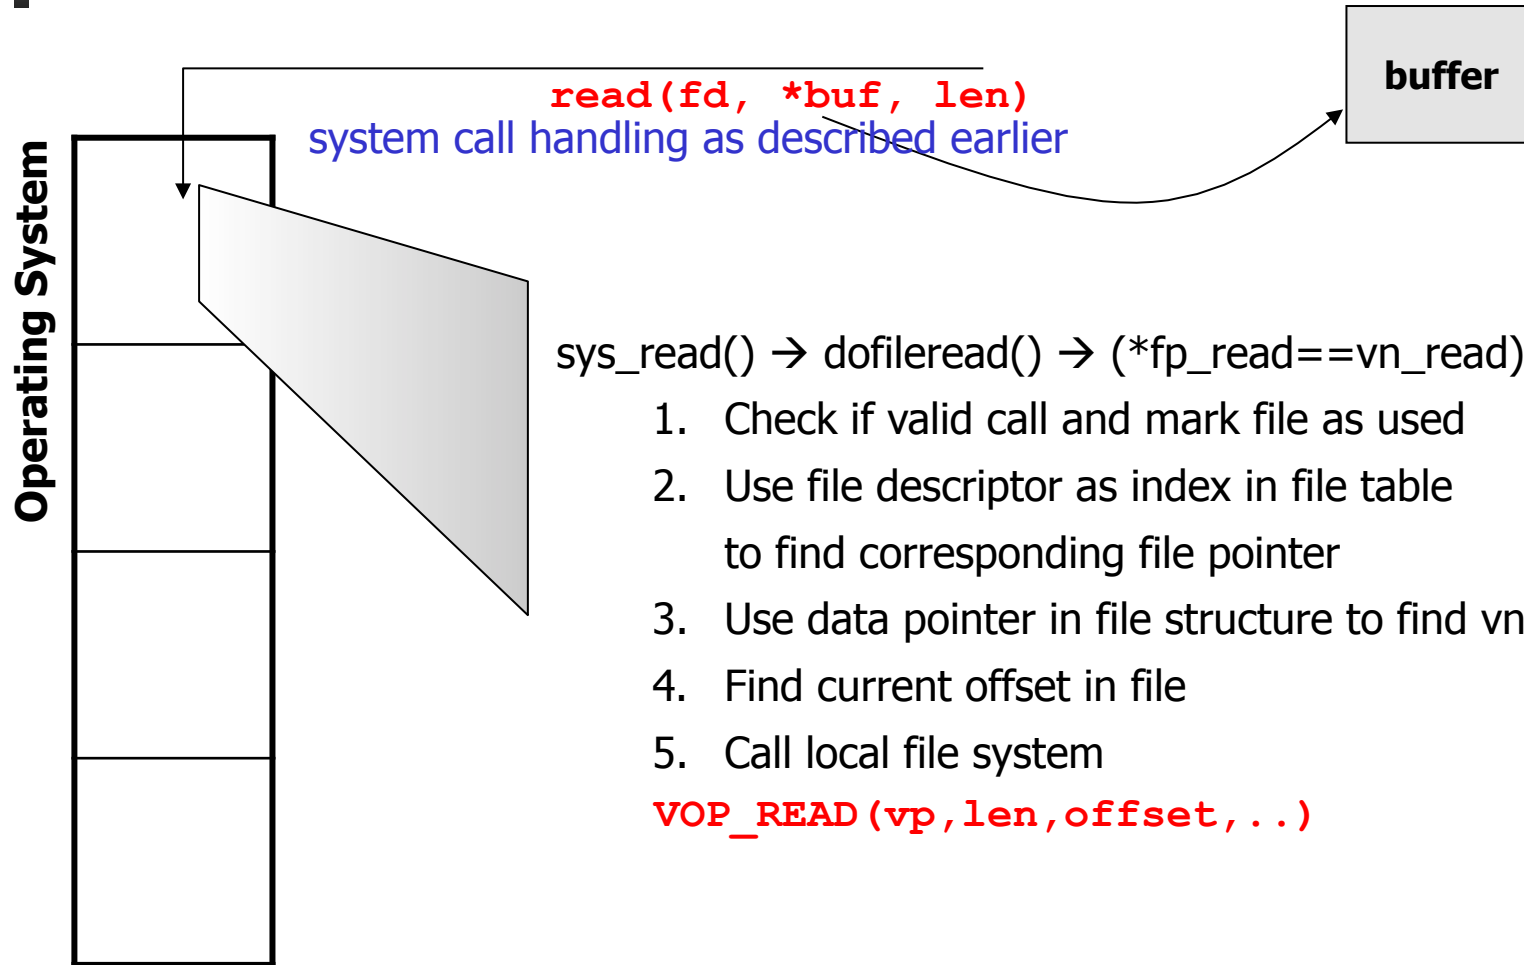 buffer
read(fd, *buf, len)
system call handling as described earlier
Operating System
sys_read() → dofileread() → (*fp_read==vn_read)
1. Check if valid call and mark file as used
2. Use file descriptor as index in file table
to find corresponding file pointer
3. Use data pointer in file structure to find vn
4. Find current offset in file
5. Call local file system
VOP_READ(vp,len,offset,..)